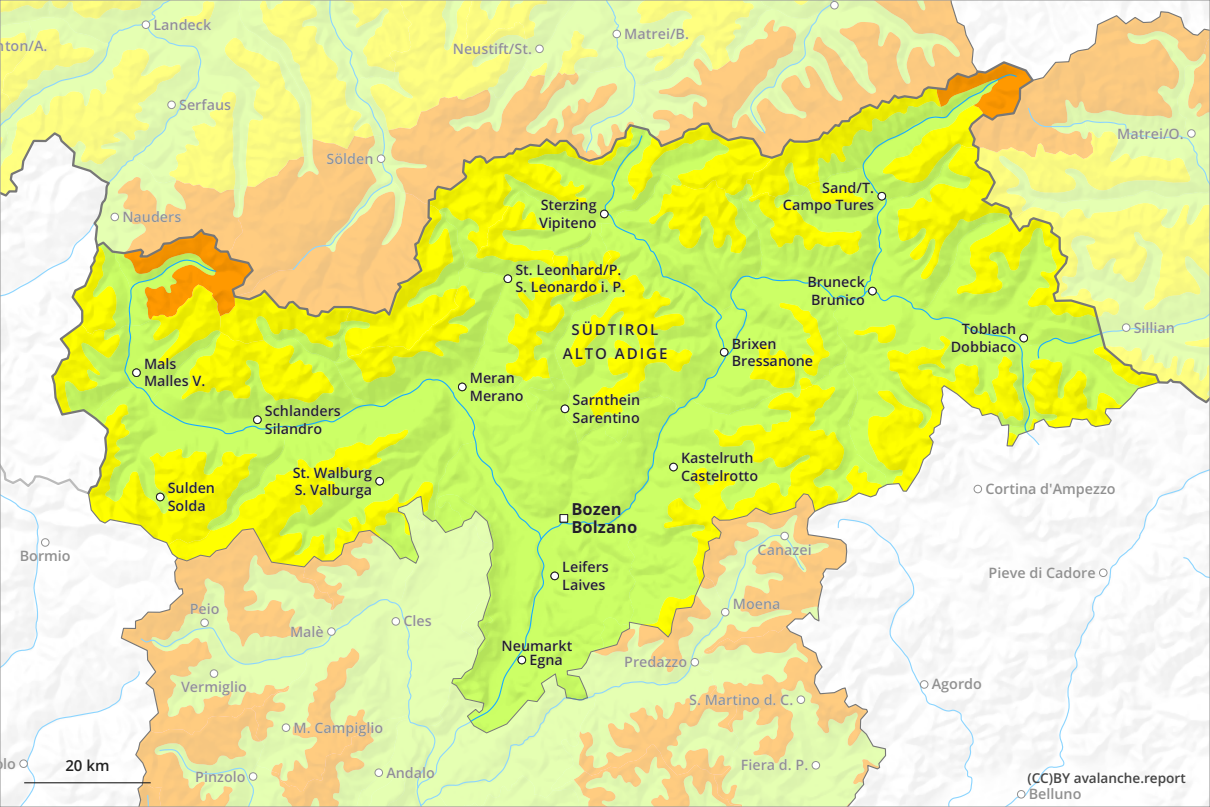 Landeck
nton/A.
Neustift/St.
Matrei/B.
Serfaus
Matrei/O.
Sölden
Sand/T.
Campo Tures
Sterzing
Vipiteno
Nauders
St. Leonhard/P.
S. Leonardo i. P.
Bruneck
Brunico
SÜDTIROL
ALTO ADIGE
Toblach
Dobbiaco
Sillian
Brixen
Bressanone
Mals
Malles V.
Meran
Merano
Sarnthein
Sarentino
Schlanders
Silandro
Kastelruth
Castelrotto
St. Walburg
S. Valburga
Sulden
Solda
Cortina d'Ampezzo
Bozen
Bolzano
Bormio
Canazei
Leifers
Laives
Pieve di Cadore
Peio
Moena
Malè
Cles
Neumarkt
Egna
Predazzo
Vermiglio
Agordo
S. Martino d. C.
M. Campiglio
olo
20 km
Pinzolo
Andalo
Fiera d. P.
(CC)BY avalanche.report
Belluno